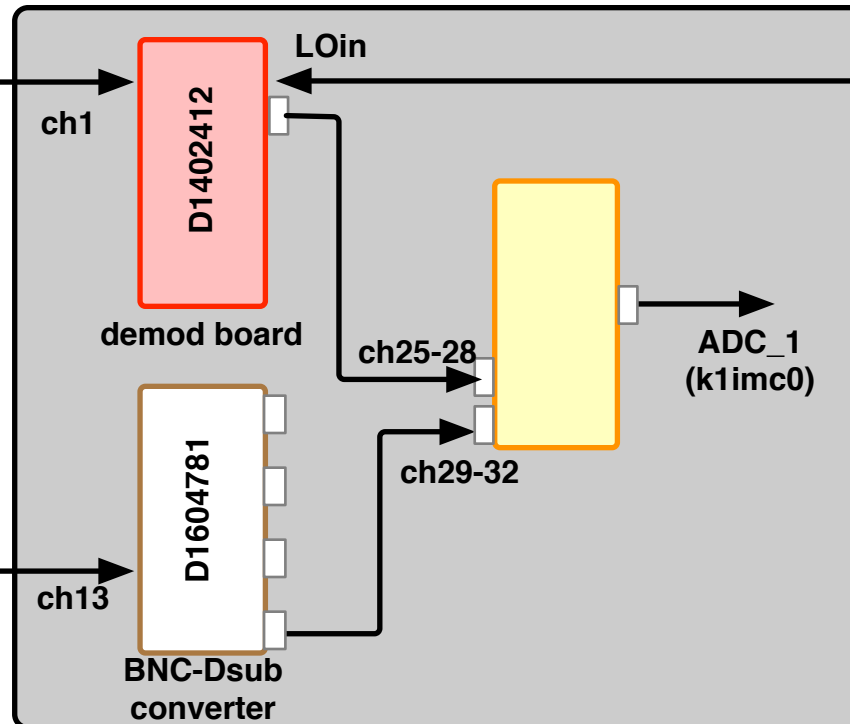 LOin
ch1
D1402412
demod board
ch25-28
ADC_1
(k1imc0)
ch29-32
D1604781
ch13
BNC-Dsub
converter